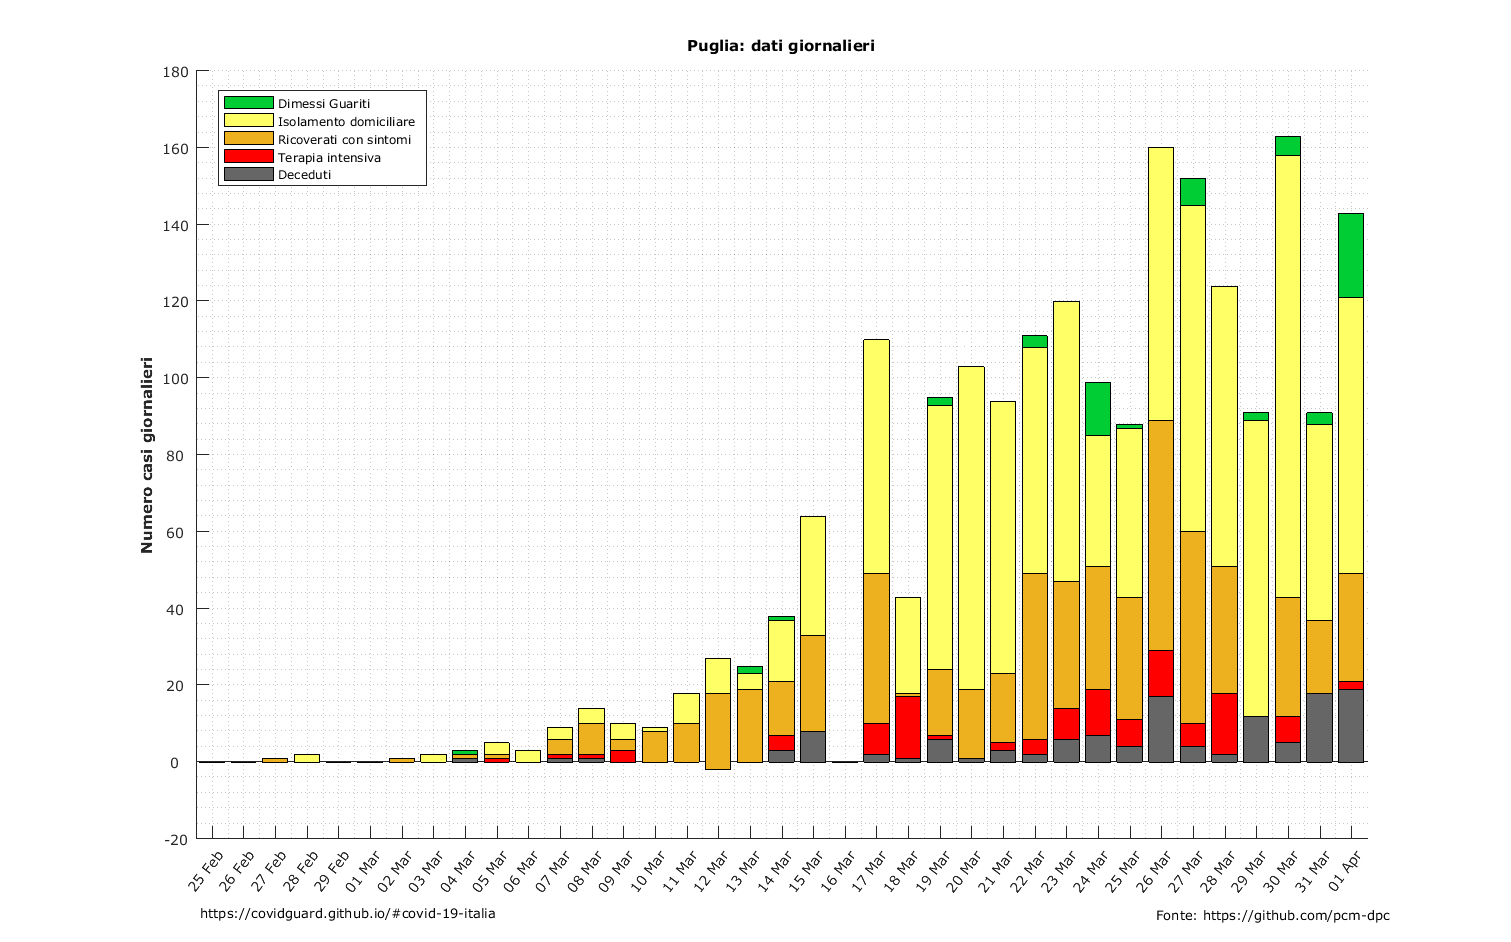 Puglia: dati giornalieri
180
160
140
120
100
80
60
40
20
0
-20
Numero casi giornalieri
Dimessi Guariti
Isolamento domiciliare
Ricoverati con sintomi
Terapia intensiva
Deceduti
25 Feb
26 Feb
27 Feb
28 Feb
29 Feb
01 Mar
02 Mar
03 Mar
04 Mar
05 Mar
06 Mar
07 Mar
08 Mar
09 Mar
10 Mar
11 Mar
12 Mar
13 Mar
14 Mar
15 Mar
16 Mar
17 Mar
18 Mar
19 Mar
20 Mar
21 Mar
22 Mar
23 Mar
24 Mar
25 Mar
26 Mar
27 Mar
28 Mar
29 Mar
30 Mar
31 Mar
01 Apr
https://covidguard.github.io/#covid-19-italia
Fonte: https://github.com/pcm-dpc